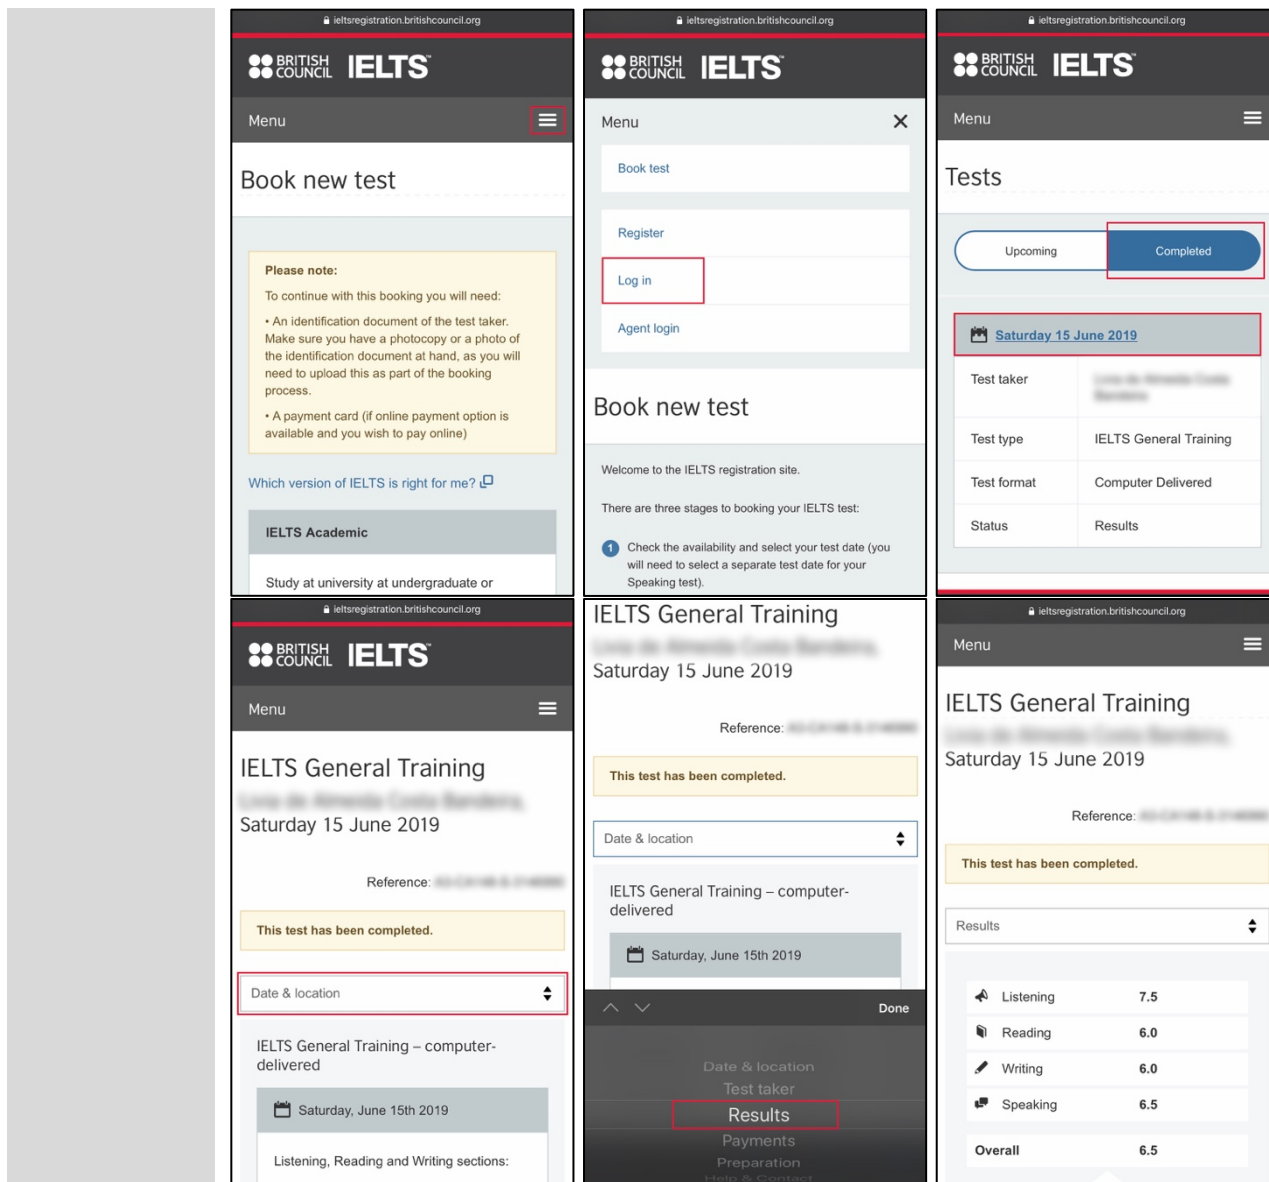 ieltsregistration.britishcouncil.org
BRITISH
COUNCIL
IELTS™
Menu
Book new test
Please note:
To continue with this booking you will need:
• An identification document of the test taker.
Make sure you have a photocopy or a photo of
the identification document at hand, as you will
need to upload this as part of the booking
process.
• A payment card (if online payment option is
available and you wish to pay online)
Which version of IELTS is right for me?
IELTS Academic
Study at university at undergraduate or
ieltsregistration.britishcouncil.org
BRITISH
COUNCIL
IELTS™
Menu
Book test
Register
Log in
Agent login
Book new test
Welcome to the IELTS registration site.
There are three stages to booking your IELTS test:
1 Check the availability and select your test date (you
will need to select a separate test date for your
Speaking test).
ieltsregistration.britishcouncil.org
BRITISH
COUNCIL
IELTS™
Menu
Tests
Upcoming Completed
Saturday 15 June 2019
Test taker
Test type IELTS General Training
Test format Computer Delivered
Status Results
ieltsregistration.britishcouncil.org
BRITISH
COUNCIL
IELTS™
Menu
IELTS General Training
Saturday 15 June 2019
Reference:
This test has been completed.
Date & location
IELTS General Training – computer-
delivered
Saturday, June 15th 2019
Listening, Reading and Writing sections:
IELTS General Training
Saturday 15 June 2019
Reference:
This test has been completed.
Date & location
IELTS General Training – computer-
delivered
Saturday, June 15th 2019
Done
Date & location
Test taker
Results
Payments
Preparation
Help & Contact
ieltsregistration.britishcouncil.org
Menu
IELTS General Training
Saturday 15 June 2019
Reference:
This test has been completed.
Results
Listening 7.5
Reading 6.0
Writing 6.0
Speaking 6.5
Overall 6.5